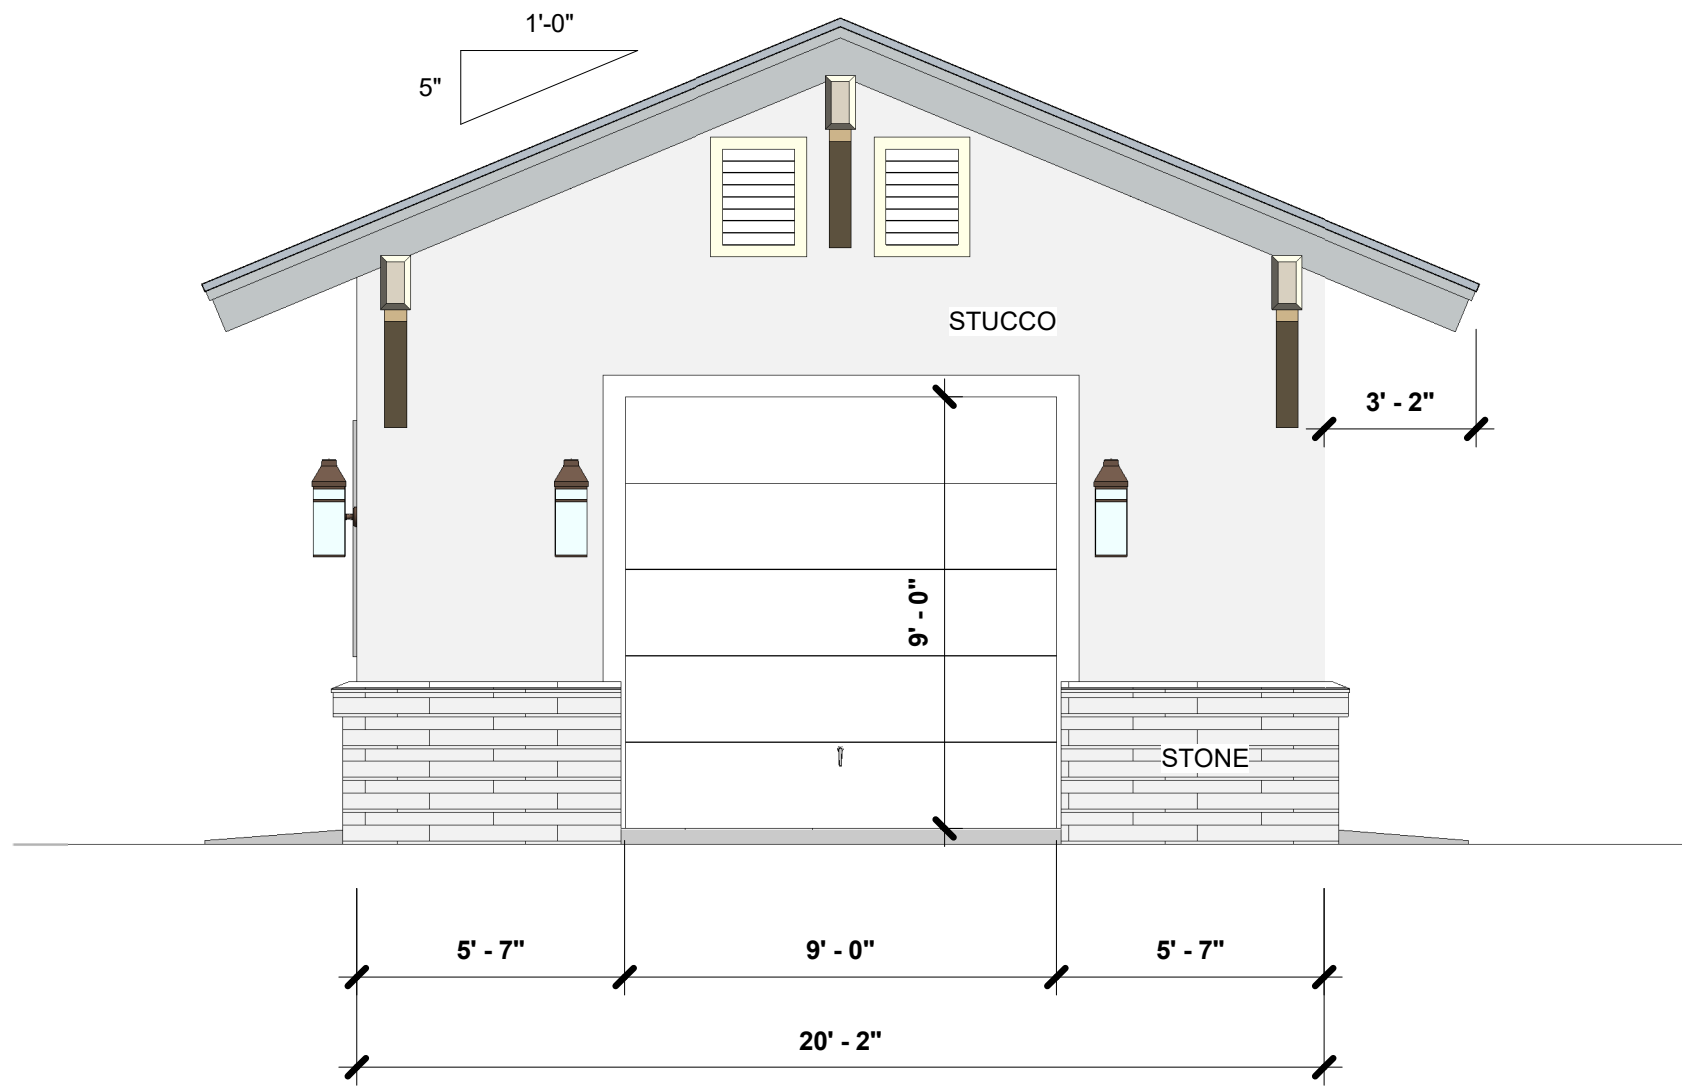 1'-0"
5"
STUCCO
3' - 2"
9' - 0"
STONE
5' - 7"
9' - 0"
5' - 7"
20' - 2"